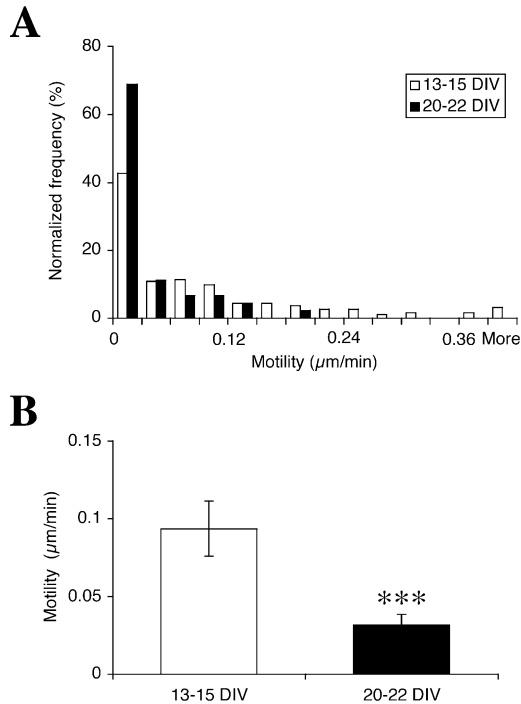 A
80
60
40
20
0
Normalized frequency (%)
13-15 DIV
20-22 DIV
0 0.12 0.24 0.36 More
Motility (µm/min)
B
0.15
0.1
0.05
0
Motility (µm/min)
***
13-15 DIV 20-22 DIV